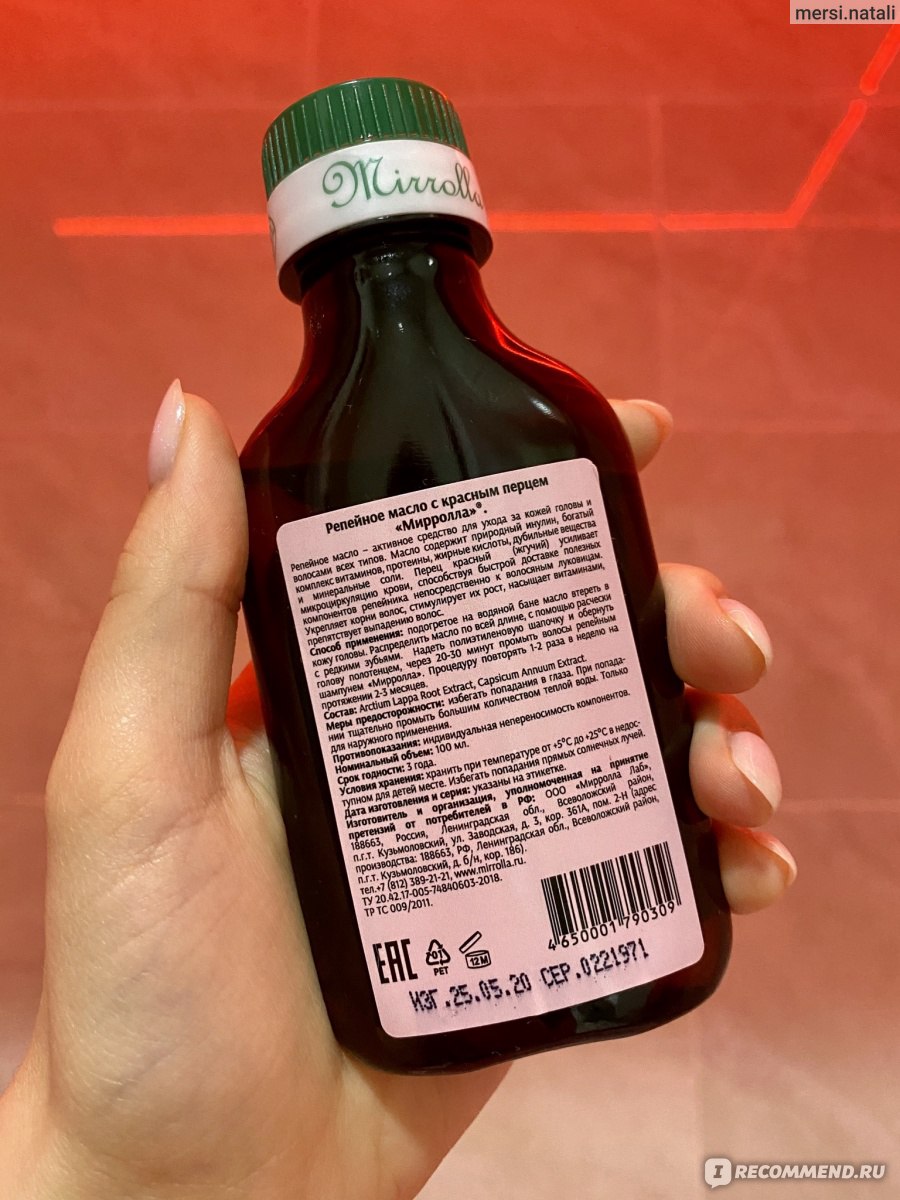 mersi.natali
Mirrolla
Репейное масло с красным перцем
«Мирролла»®.
Репейное масло – активное средство для ухода за кожей головы и
волосами всех типов. Масло содержит природный инулин, богатый
комплекс витаминов, протеины, жирные кислоты, дубильные вещества
и минеральные соли. Перец красный (жгучий) усиливает
микроциркуляцию крови, способствуя быстрой доставке полезных
компонентов репейника непосредственно к волосяным луковицам.
Укрепляет корни волос, стимулирует их рост, насыщает витаминами,
препятствует выпадению волос.
Способ применения: подогретое на водяной бане масло втереть в
кожу головы. Распределить масло по всей длине, с помощью расчески
с редкими зубьями. Надеть полиэтиленовую шапочку и обернуть
голову полотенцем, через 20-30 минут промыть волосы репейным
шампунем «Мирролла». Процедуру повторять 1-2 раза в неделю на
протяжении 2-3 месяцев.
Состав: Arctium Lappa Root Extract, Capsicum Annuum Extract.
Меры предосторожности: избегать попадания в глаза. При попада-
нии тщательно промыть большим количеством теплой воды. Только
для наружного применения.
Противопоказания: индивидуальная непереносимость компонентов.
Номинальный объем: 100 мл.
Срок годности: 3 года.
Условия хранения: хранить при температуре от +5°С до +25°С в недос-
тупном для детей месте. Избегать попадания прямых солнечных лучей.
Дата изготовления и серия: указаны на этикетке.
Изготовитель и организация, уполномоченная на принятие
претензий от потребителей в РФ: ООО «Мирролла Лаб»,
188663, Россия, Ленинградская обл., Всеволожский район,
п.г.т. Кузьмоловский, ул. Заводская, д. 3, кор. 361А, пом. 2-Н (адрес
производства: 188663, РФ, Ленинградская обл., Всеволожский район,
п.г.т. Кузьмоловский, д. б/н, кор. 186).
тел.+7 (812) 389-21-21, www.mirrolla.ru.
ТУ 20.42.17-005-74840603-2018.
ТР ТС 009/2011.
4650001790309
ЕАС 01 PET 12 M
ИЗГ.25.05.20 СЕР.0221971
IRECOMMEND.RU